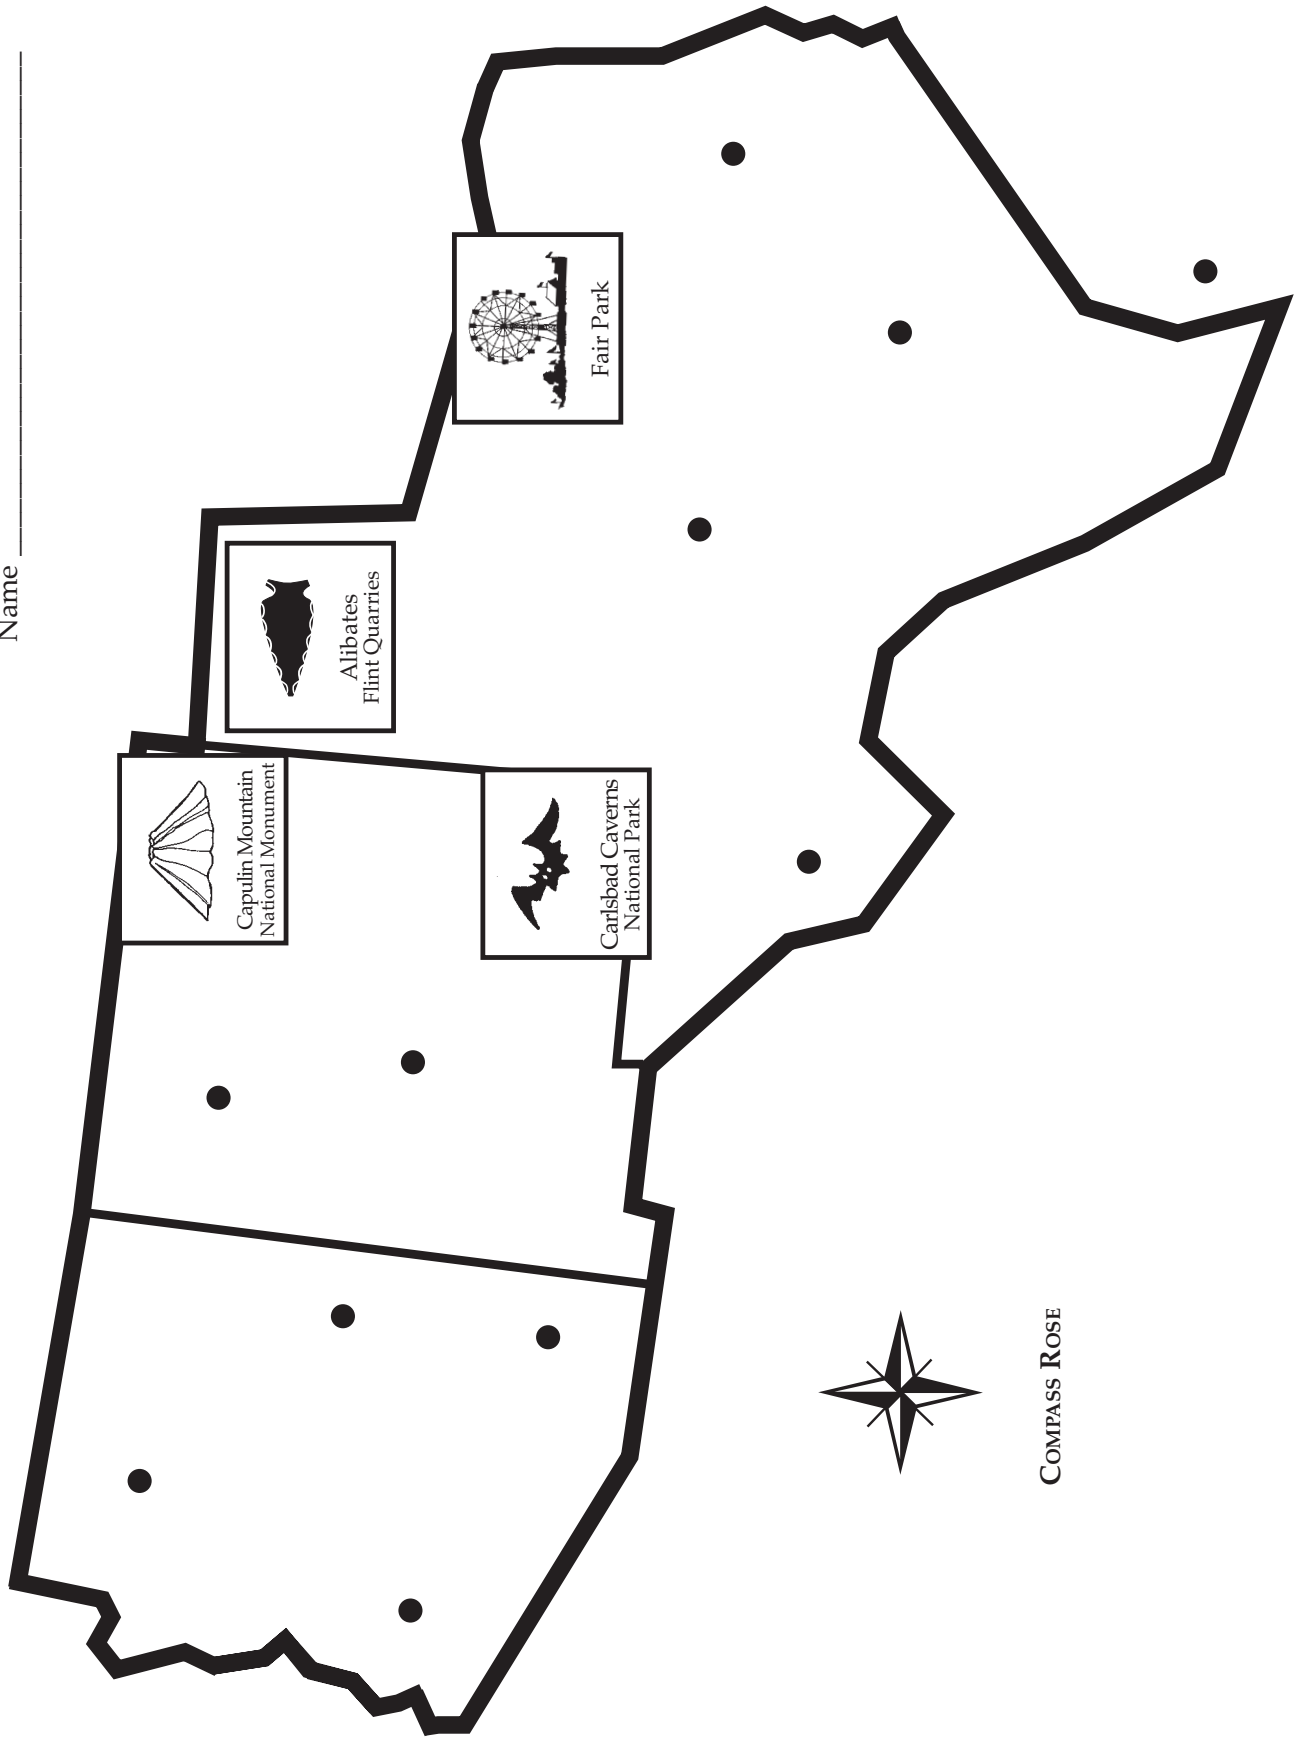 Name
Capulin Mountain
National Monument
Alibates
Flint Quarries
Carlsbad Caverns
National Park
Fair Park
COMPASS ROSE